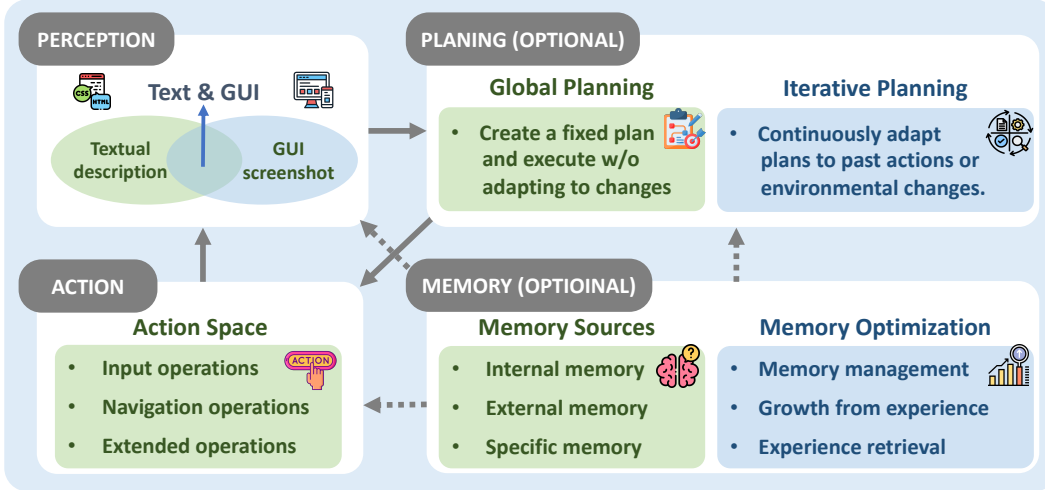 PERCEPTION
CSS
HTML
Text & GUI
Textual
description
GUI
screenshot
PLANING (OPTIONAL)
Global Planning
• Create a fixed plan
and execute w/o
adapting to changes
Iterative Planning
• Continuously adapt
plans to past actions or
environmental changes.
ACTION
Action Space
ACTION
• Input operations
• Navigation operations
• Extended operations
MEMORY (OPTIOINAL)
Memory Sources
?
• Internal memory
• External memory
• Specific memory
Memory Optimization
• Memory management
• Growth from experience
• Experience retrieval